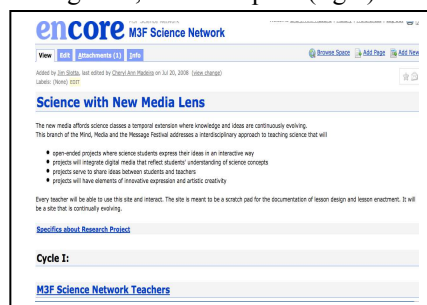 encore M3F Science Network
View Edit Attachments (1) Info Browse Space Add Page Add New
Added by Jim Slotta, last edited by Cheryl Ann Madeira on Jul 20, 2006 (view change)
Labels: (None) EDIT
Science with New Media Lens
The new media affords science classes a temporal extension where knowledge and ideas are continuously evolving.
This branch of the Mind, Media and the Message Festival addresses a interdisciplinary approach to teaching science that will
• open-ended projects where science students express their ideas in an interactive way
• projects will integrate digital media that reflect students' understanding of science concepts
• projects serve to share ideas between students and teachers
• projects will have elements of innovative expression and artistic creativity
Every teacher will be able to use this site and interact. The site is meant to be a scratch pad for the documentation of lesson design and lesson enactment. It will
be a site that is continually evolving.
Specifics about Research Project
Cycle I:
M3F Science Network Teachers